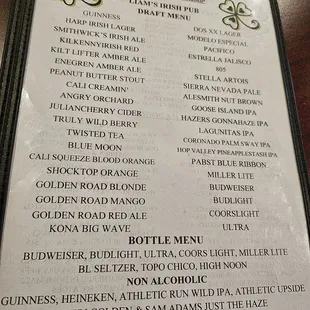 LIAM'S IRISH PUB
DRAFT MENU
GUINNESS
HARP IRISH LAGER
SMITHWICK'S IRISH ALE
KILKENNYIRISH RED
KILT LIFTER AMBER ALE
ENEGREN AMBER ALE
PEANUT BUTTER STOUT
CALI CREAMIN'
ANGRY ORCHARD
JULIANCHERRY CIDER
TRULY WILD BERRY
TWISTED TEA
BLUE MOON
CALI SQUEEZE BLOOD ORANGE
SHOCKTOP ORANGE
GOLDEN ROAD BLONDE
GOLDEN ROAD MANGO
GOLDEN ROAD RED ALE
KONA BIG WAVE
DOS XX LAGER
MODELO ESPECIAL
PACIFICO
ESTRELLA JALISCO
805
STELLA ARTOIS
SIERRA NEVADA PALE
ALESMITH NUT BROWN
GOOSE ISLAND IPA
HAZERS GONNAHAZE IPA
LAGUNITAS IPA
CORONADO PALM SWAY IPA
HOP VALLEY PINEAPPLESTASH IPA
PABST BLUE RIBBON
MILLER LITE
BUDWEISER
BUDLIGHT
COORSLIGHT
ULTRA
BOTTLE MENU
BUDWEISER, BUDLIGHT, ULTRA, COORS LIGHT, MILLER LITE
BL SELTZER, TOPO CHICO, HIGH NOON
NON ALCOHOLIC
GUINNESS, HEINEKEN, ATHLETIC RUN WILD IPA, ATHLETIC UPSIDE
GOLDEN & SAM ADAMS JUST THE HAZE